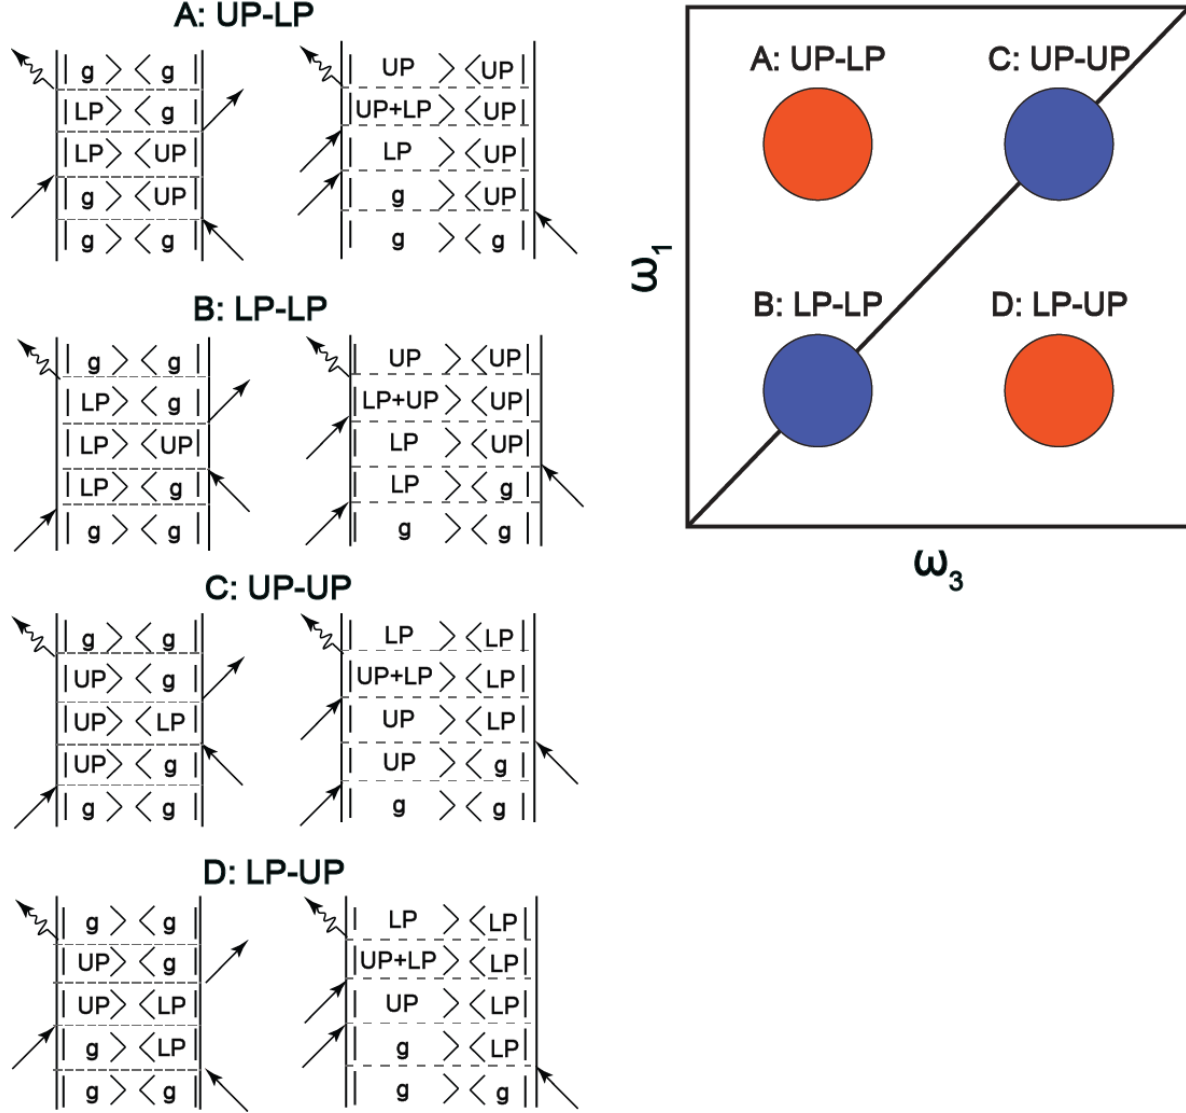 A: UP-LP
| g > < g | | UP > < UP |
| LP > < g | | UP+LP > < UP |
| LP > < UP | | LP > < UP |
| g > < UP | | g > < UP |
| g > < g | | g > < g |
B: LP-LP
| g > < g | | UP > < UP |
| LP > < g | | LP+UP > < UP |
| LP > < UP | | LP > < UP |
| LP > < g | | LP > < g |
| g > < g | | g > < g |
C: UP-UP
| g > < g | | LP > < LP |
| UP > < g | | UP+LP > < LP |
| UP > < LP | | UP > < LP |
| UP > < g | | UP > < g |
| g > < g | | g > < g |
D: LP-UP
| g > < g | | LP > < LP |
| UP > < g | | UP+LP > < LP |
| UP > < LP | | UP > < LP |
| g > < LP | | g > < LP |
| g > < g | | g > < g |
A: UP-LP C: UP-UP
B: LP-LP D: LP-UP
ω1
ω3